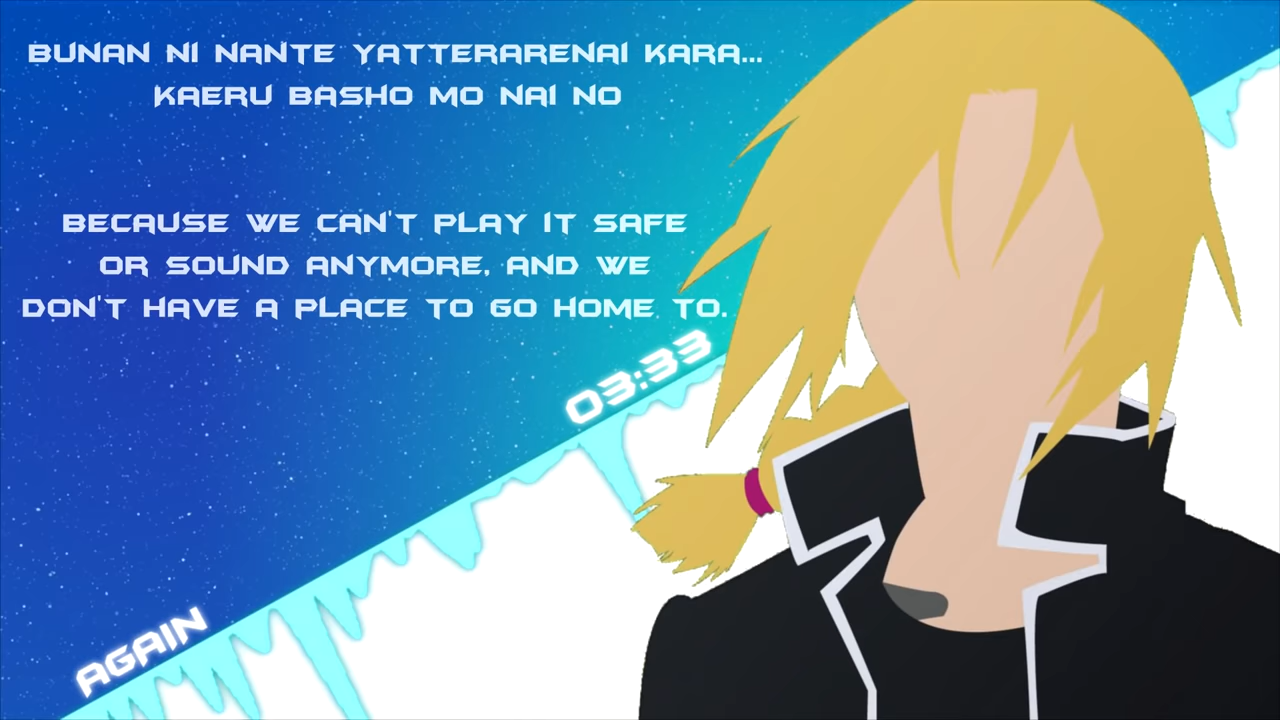 BUNAN NI NANTE YATTERARENAI KARA...
KAERU BASHO MO NAI NO
BECAUSE WE CAN'T PLAY IT SAFE
OR SOUND ANYMORE, AND WE
DON'T HAVE A PLACE TO GO HOME TO.
03:33
AGAIN